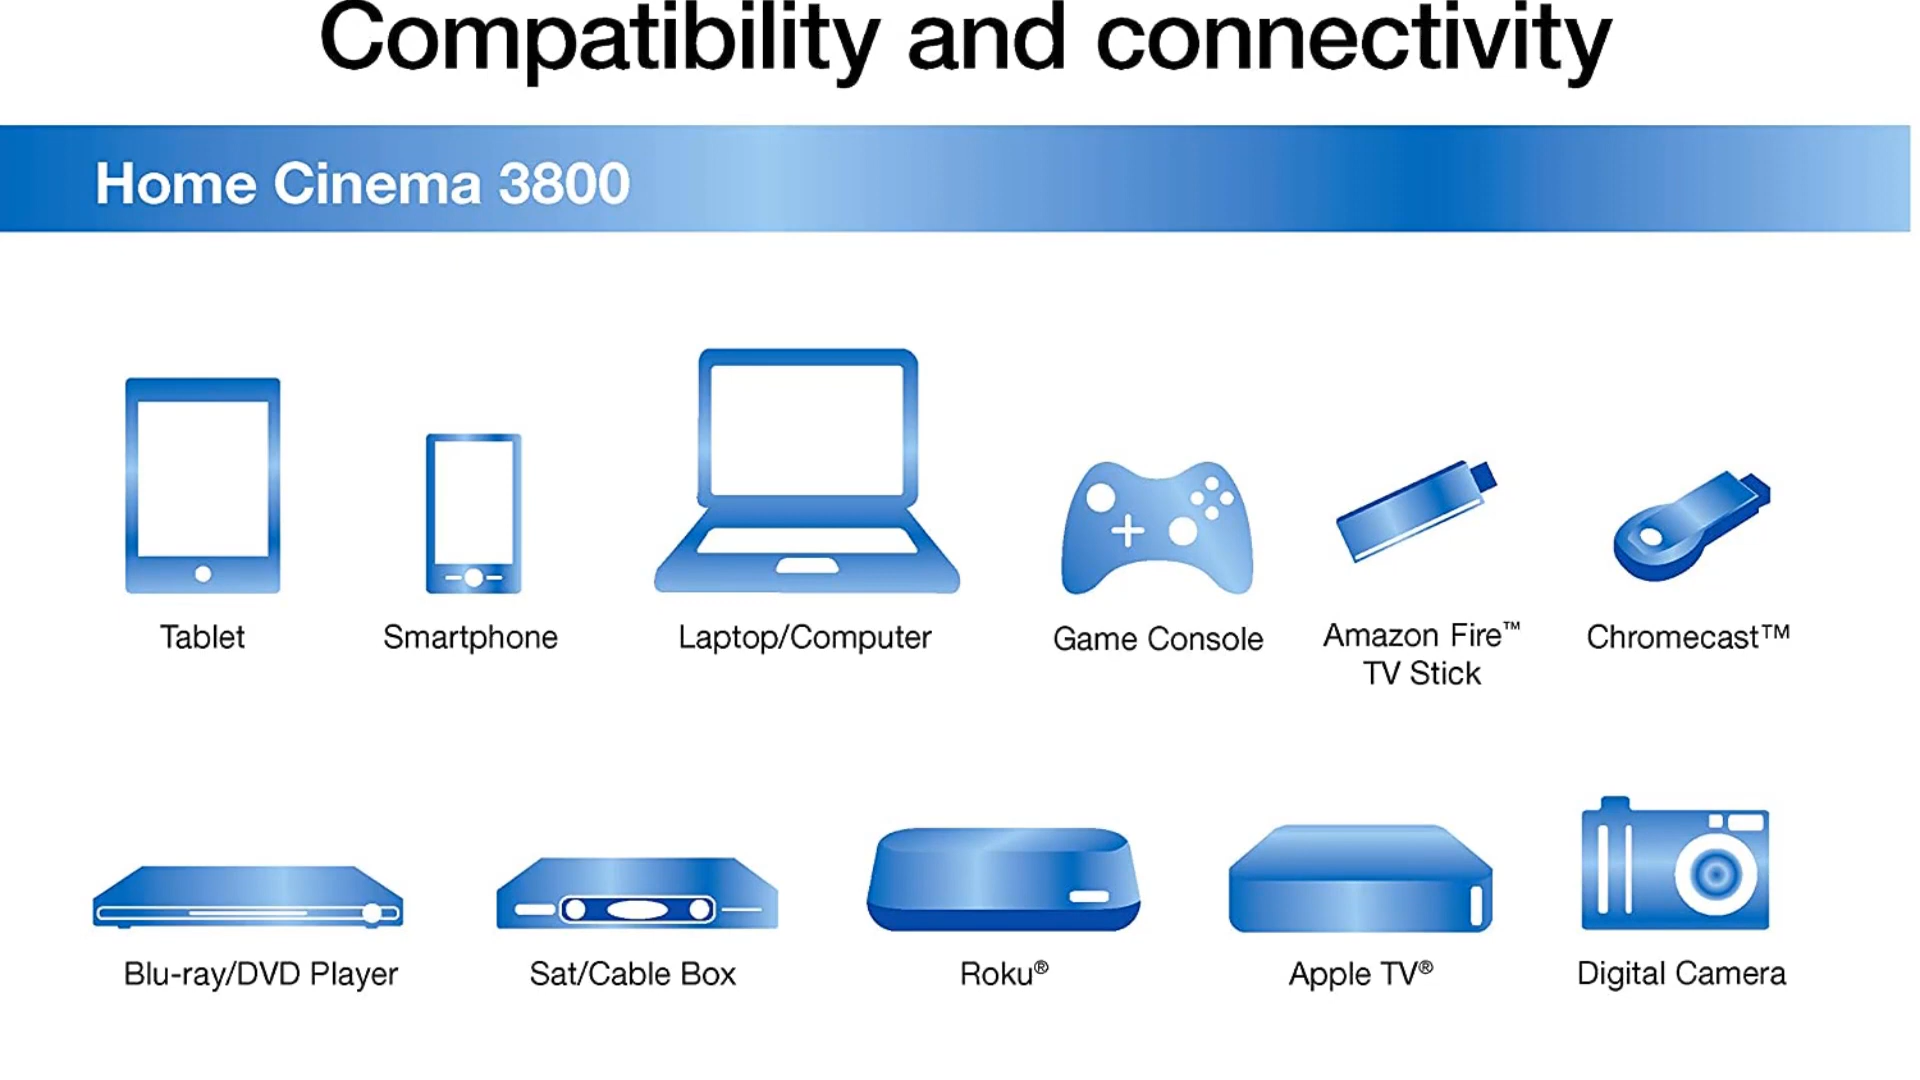 Compatibility and connectivity
Home Cinema 3800
Tablet
Smartphone
Laptop/Computer
Game Console
Amazon Fire™
TV Stick
Chromecast™
Blu-ray/DVD Player
Sat/Cable Box
Roku®
Apple TV®
Digital Camera